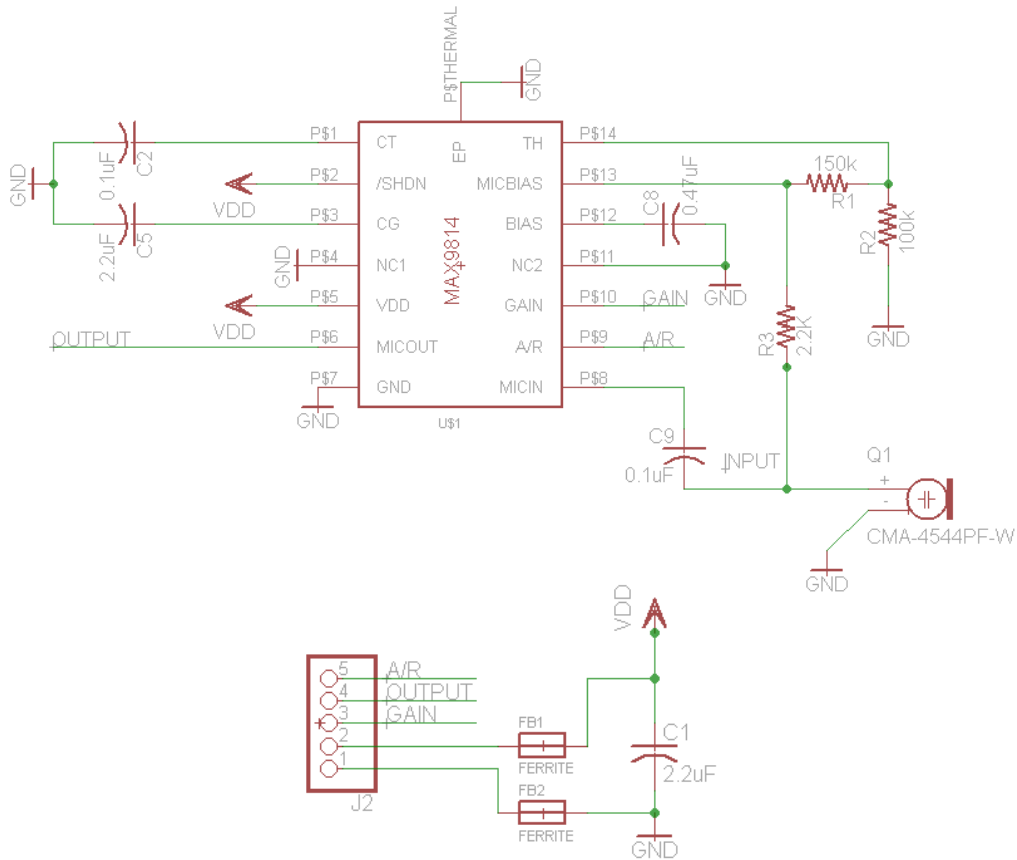 P$THERMAL
GND
P$1
CT
EP
TH
P$14
0.1uF
C2
P$2
/SHDN
MICBIAS
P$13
150k
R1
GND
VDD
P$3
CG
BIAS
P$12
C8
0.47uF
R2
100k
2.2uF
C5
MAX9814
GND
P$4
NC1
NC2
P$11
GND
P$5
VDD
GAIN
P$10
GAIN
VDD
OUTPUT
P$6
MICOUT
A/R
P$9
A/R
R3
2.2K
GND
P$7
GND
MICIN
P$8
GND
U$1
C9
0.1uF
INPUT
Q1
+
-
CMA-4544PF-W
GND
VDD
5
A/R
4
OUTPUT
3
GAIN
2
1
J2
FB1
FERRITE
C1
2.2uF
FB2
FERRITE
GND